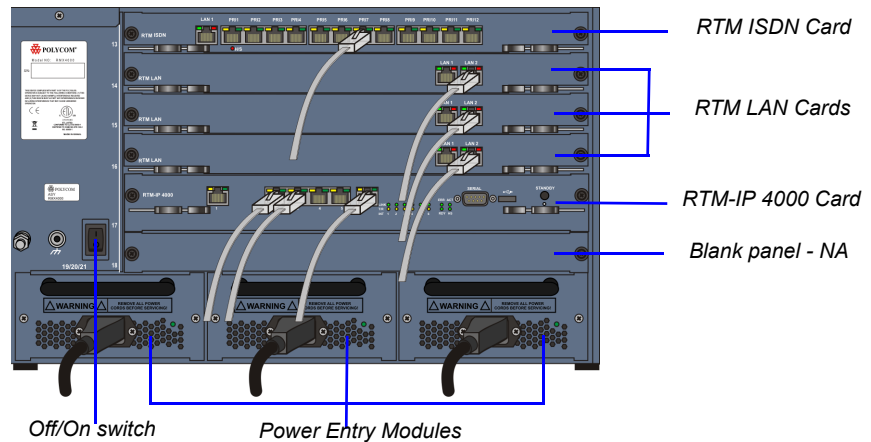 LAN 1 PRI1 PRI2 PRI3 PRI4 PRI5 PRI6 PRI7 PRI8 PRI9 PRI10 PRI11 PRI12
RTM ISDN
H/S
13
RTM ISDN Card
POLYCOM
LAN 1 LAN 2
RTM LAN
14
RTM LAN Cards
LAN 1 LAN 2
RTM LAN
15
LAN 1 LAN 2
RTM LAN
16
POLYCOM
RTM-IP 4000
SERIAL
STANDBY
RTM-IP 4000 Card
17
Blank panel - NA
19/20/21
18
WARNING REMOVE ALL POWER CORDS BEFORE SERVICING!
WARNING REMOVE ALL POWER CORDS BEFORE SERVICING!
WARNING REMOVE ALL POWER CORDS BEFORE SERVICING!
Off/On switch
Power Entry Modules